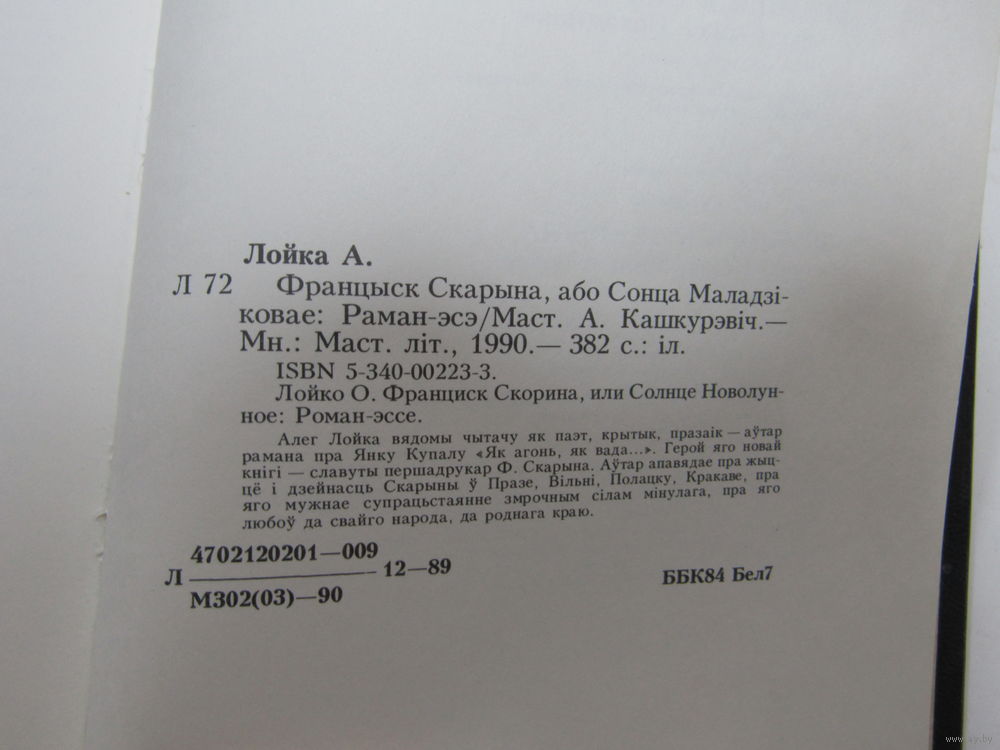 Лойка А.
Л 72 Францыск Скарына, або Сонца Маладзі-
ковае: Раман-эсэ/Маст. А. Кашкурэвіч.—
Мн.: Маст. літ., 1990.— 382 с.: іл.
ISBN 5-340-00223-3.
Лойко О. Франциск Скорина, или Солнце Новолун-
ное: Роман-эссе.
Алег Лойка вядомы чытачу як паэт, крытык, празаік — аўтар
рамана пра Янку Купалу «Як агонь, як вада...». Герой яго новай
кнігі — славуты першадрукар Ф. Скарына. Аўтар апавядае пра жыц-
цё і дзейнасць Скарыны ў Празе, Вільні, Полацку, Кракаве, пра
яго мужнае супрацьстаянне змрочным сілам мінулага, пра яго
любоў да свайго народа, да роднага краю.
4702120201—009
Л 12—89
М302(03)—90
ББК84 Бел7